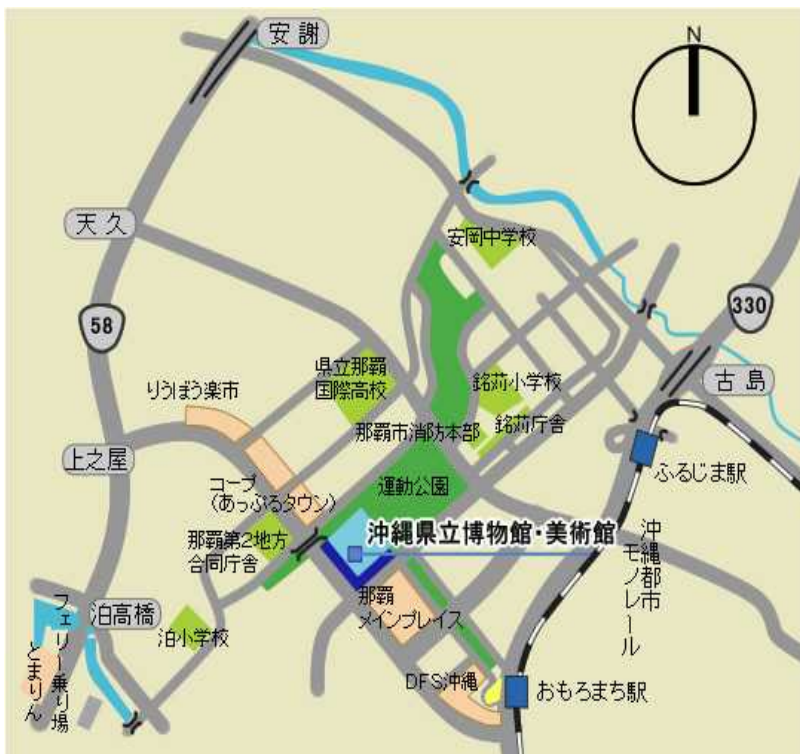 安謝
N
天久
安岡中学校
58
330
県立那覇
国際高校
りうぼう楽市
銘苅小学校
古島
那覇市消防本部
銘苅庁舎
上之屋
ふるじま駅
コープ
(あっぷるタウン)
運動公園
沖縄県立博物館・美術館
那覇第2地方
合同庁舎
沖縄都市
モノレール
那覇
メインプレイス
泊高橋
泊小学校
フェリー乗り場
とまりん
DFS沖縄
おもろまち駅